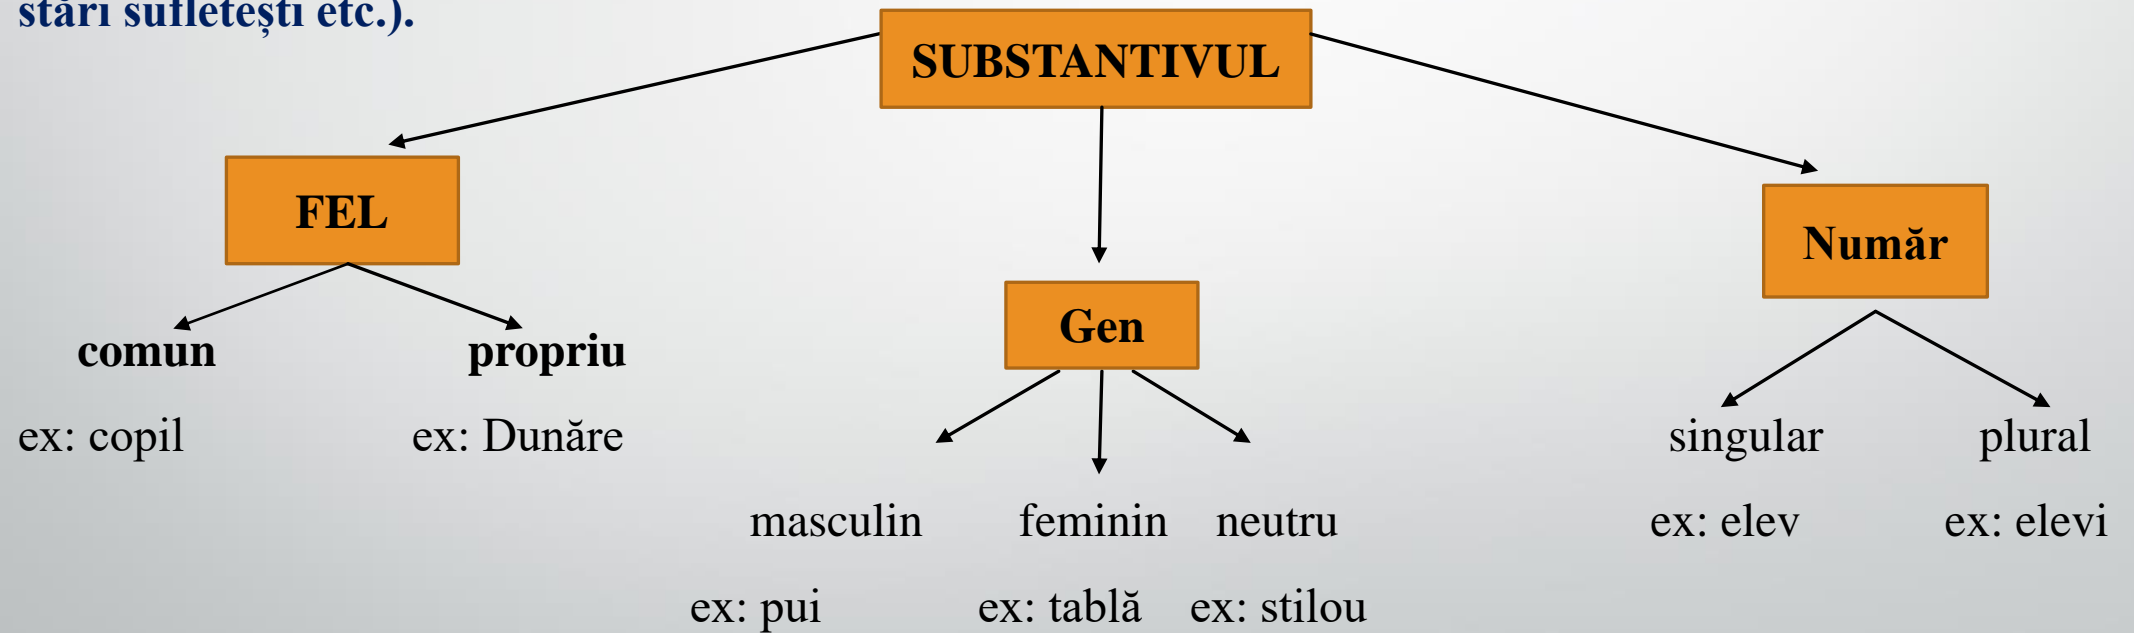 stări sufletești etc.).
SUBSTANTIVUL
FEL
Număr
Gen
comun propriu
ex: copil ex: Dunăre
singular plural
masculin feminin neutru
ex: elev ex: elevi
ex: pui ex: tablă ex: stilou